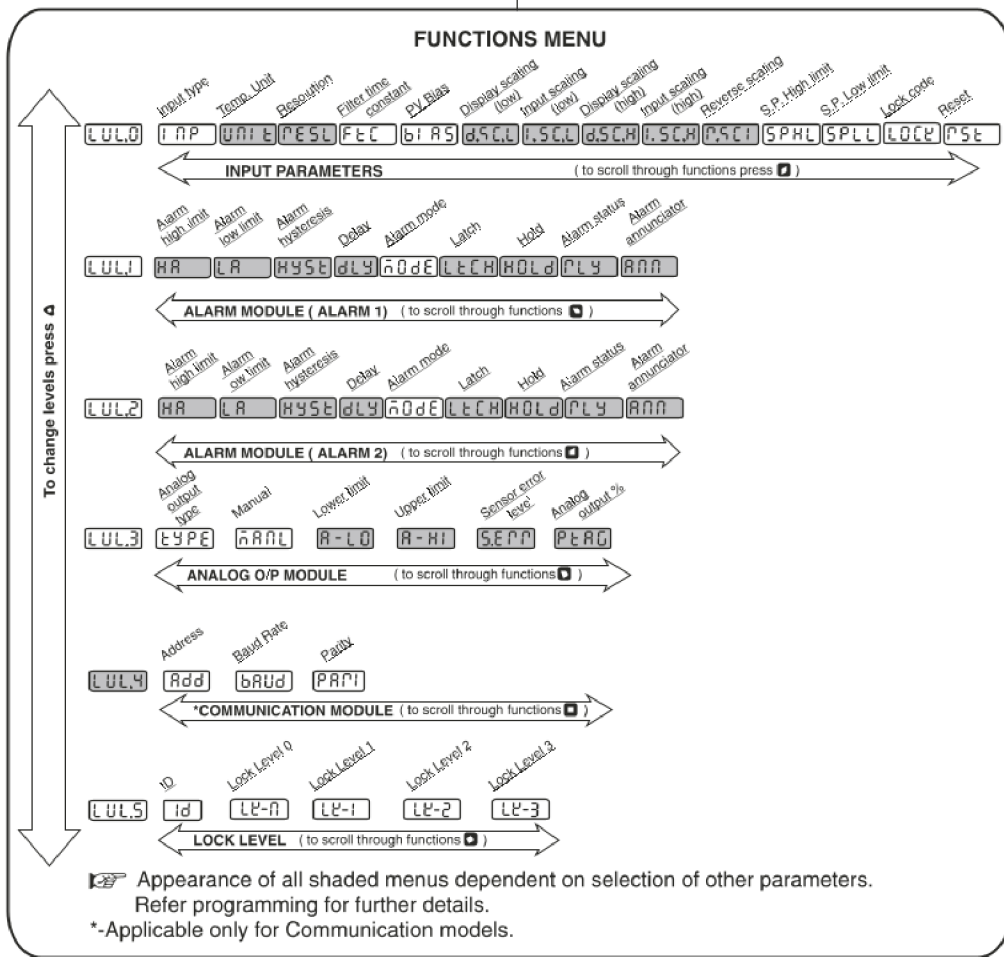 FUNCTIONS MENU
Input type
Temp. Unit
Resoution
Filter time
constant
PV Bias
Display scaling
(low)
Input scaling
(low)
Display scaling
(high)
Input scaling
(high)
Reverse scaling
S.P. High limit
S.P. Low limit
Lock code
Reset
LUL.0 INP UNIT RESL FTC bIAS d.SC.L I.SC.L d.SC.H I.SC.H R.SCI SPHL SPLL LOCK RST
INPUT PARAMETERS ( to scroll through functions press )
Alarm
high limit
Alarm
low limit
Alarm
hysteresis
Delay
Alarm mode
Latch
Hold
Alarm status
Alarm
annunciator
LUL.1 HA LA HYSt dLY MOdE LtCH HOLd RLY ANN
ALARM MODULE ( ALARM 1) ( to scroll through functions )
Alarm
high limit
Alarm
ow limit
Alarm
hysteresis
Delay
Alarm mode
Latch
Hold
Alarm status
Alarm
annunciator
LUL.2 HA LA HYSt dLY MOdE LtCH HOLd RLY ANN
ALARM MODULE ( ALARM 2) ( to scroll through functions )
Analog
output
type
Manual
Lower limit
Upper limit
Sensor error
leve'
Analog
output %
LUL.3 tYPE MANL A-LO A-HI S.ERR PtAG
ANALOG O/P MODULE ( to scroll through functions )
Address
Baud Rate
Parity
LUL.4 Add bAUd PARI
*COMMUNICATION MODULE ( to scroll through functions )
ID
Lock Level 0
Lock Level 1
Lock Level 2
Lock Level 3
LUL.5 Id LK-0 LK-1 LK-2 LK-3
LOCK LEVEL ( to scroll through functions )
To change levels press
Appearance of all shaded menus dependent on selection of other parameters.
Refer programming for further details.
*-Applicable only for Communication models.